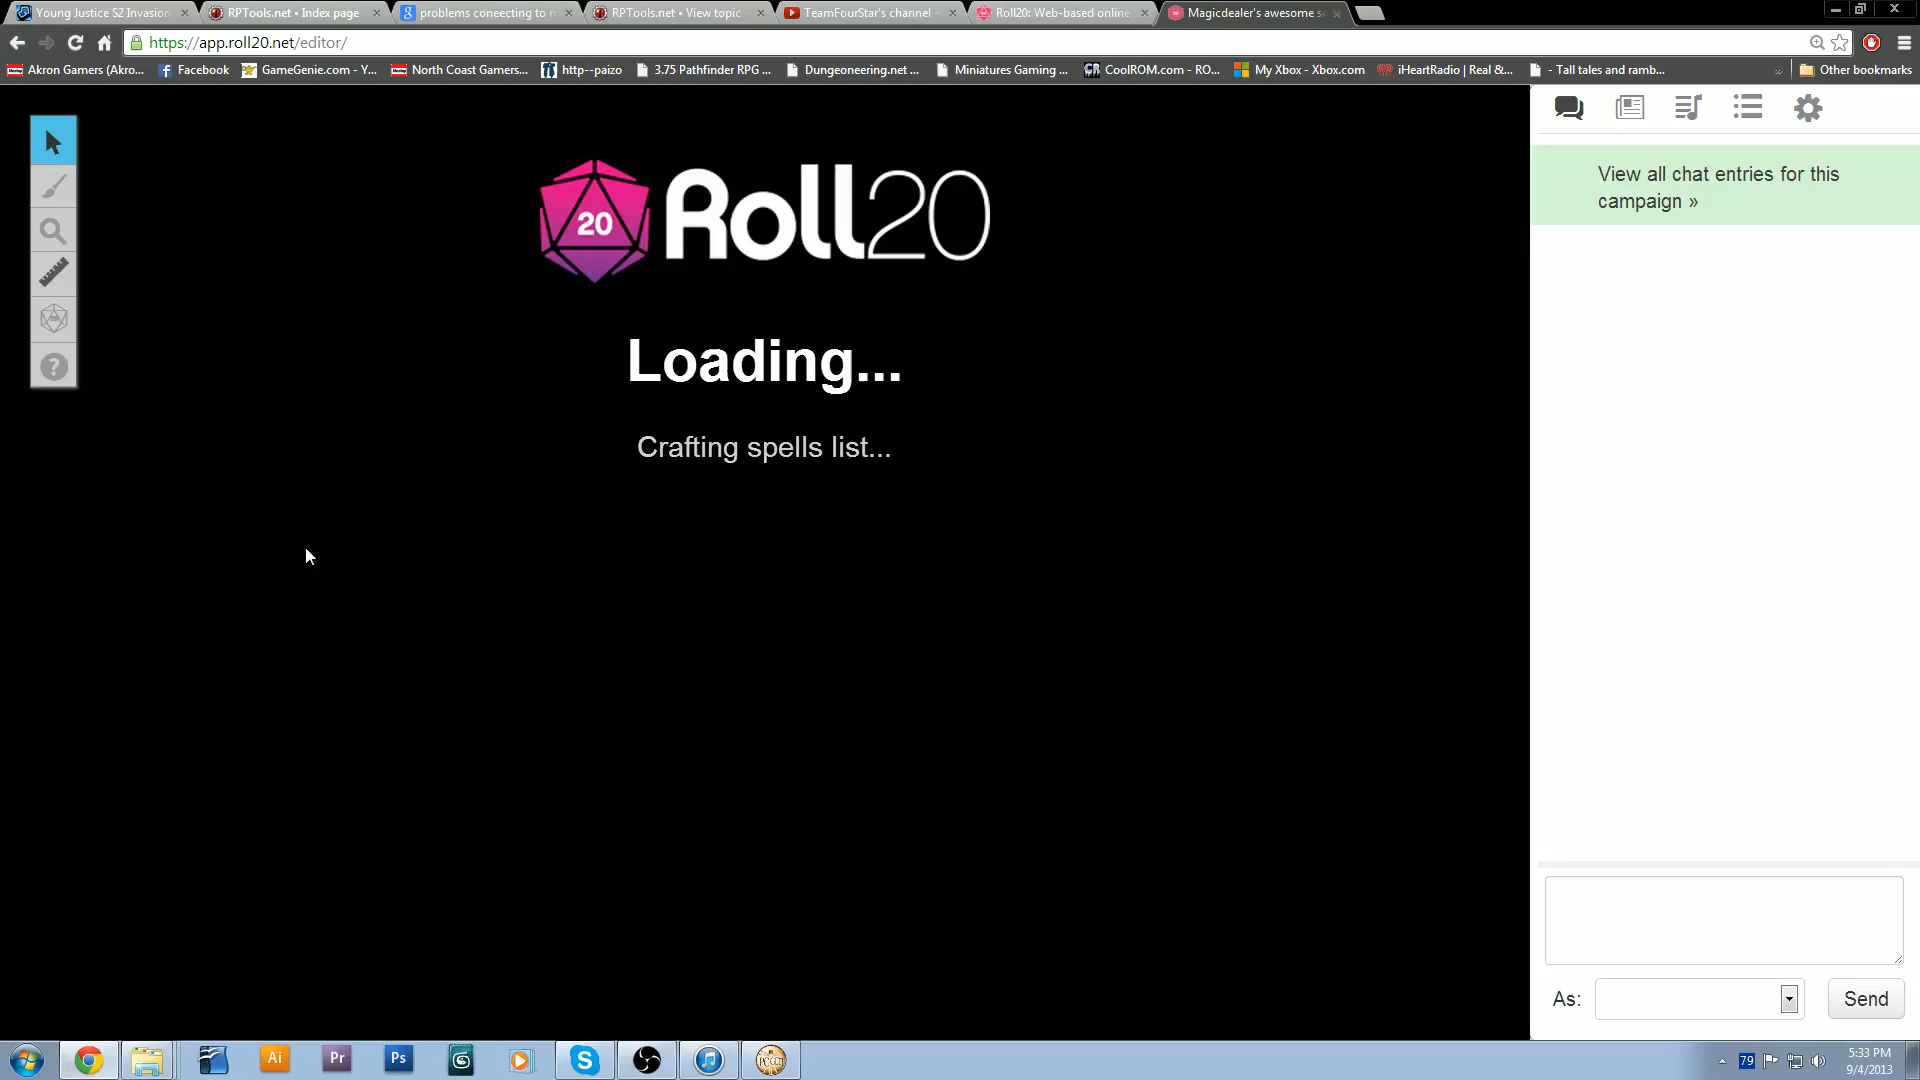 Young Justice S2 Invasion
RPTools.net • Index page
problems coneecting to m
RPTools.net • View topic
TeamFourStar's channel -
Roll20: Web-based online
Magicdealer's awesome s
https://app.roll20.net/editor/
Akron Gamers (Akro...
Facebook
GameGenie.com - Y...
North Coast Gamers...
http--paizo
3.75 Pathfinder RPG ...
Dungeoneering.net ...
Miniatures Gaming ...
CoolROM.com - RO...
My Xbox - Xbox.com
iHeartRadio | Real &...
- Tall tales and ramb...
»
Other bookmarks
20
Roll20
Loading...
Crafting spells list...
View all chat entries for this
campaign »
As:
Send
Ai
Pr
Ps
79
5:33 PM
9/4/2013